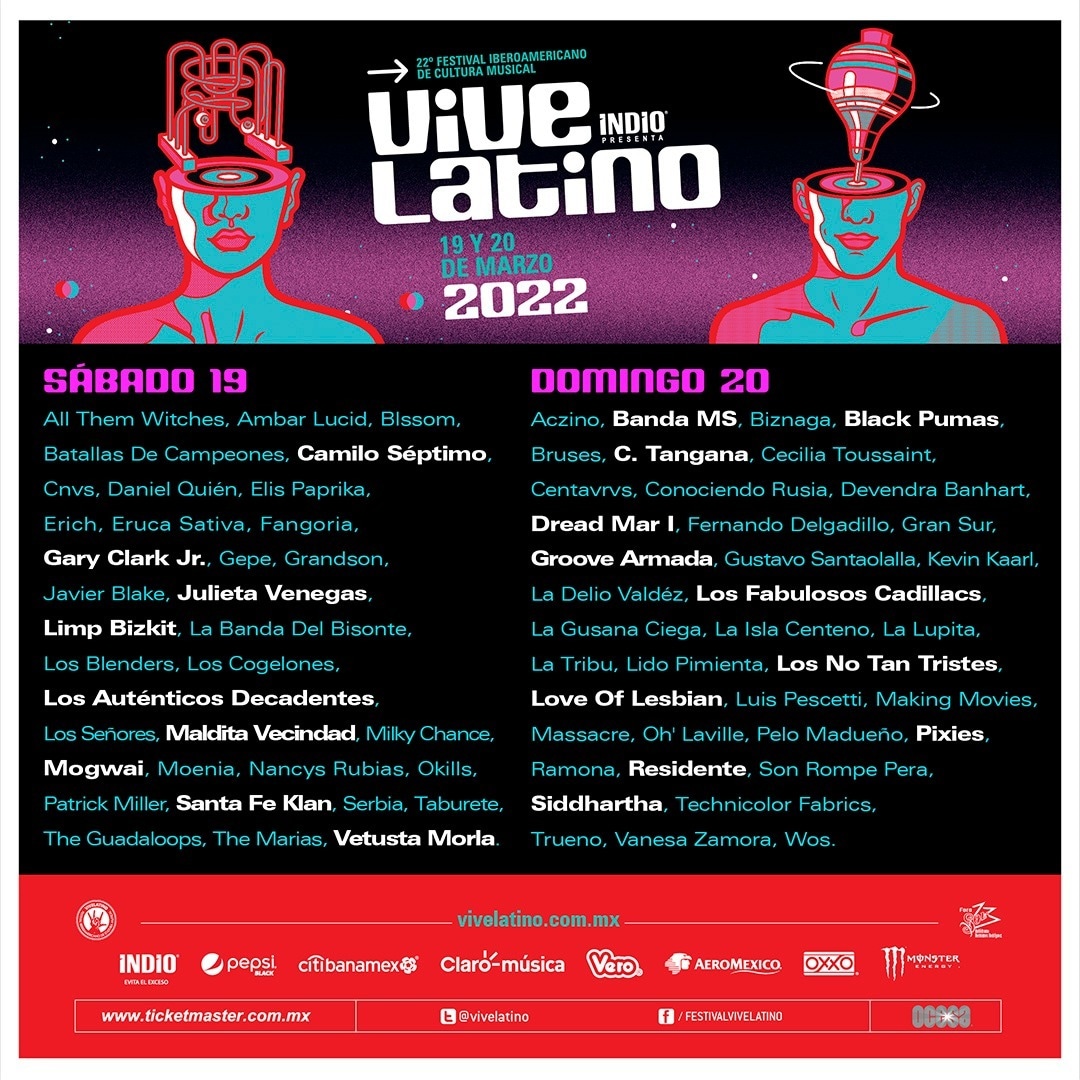 22º FESTIVAL IBEROAMERICANO
DE CULTURA MUSICAL
ViVE
LatinO
INDIO
PRESENTA
19 Y 20
DE MARZO
2022
SÁBADO 19
All Them Witches, Ambar Lucid, Blssom,
Batallas De Campeones, Camilo Séptimo,
Cnvs, Daniel Quién, Elis Paprika,
Erich, Eruca Sativa, Fangoria,
Gary Clark Jr., Gepe, Grandson,
Javier Blake, Julieta Venegas,
Limp Bizkit, La Banda Del Bisonte,
Los Blenders, Los Cogelones,
Los Auténticos Decadentes,
Los Señores, Maldita Vecindad, Milky Chance,
Mogwai, Moenia, Nancys Rubias, Okills,
Patrick Miller, Santa Fe Klan, Serbia, Taburete,
The Guadaloops, The Marias, Vetusta Morla.
DOMINGO 20
Aczino, Banda MS, Biznaga, Black Pumas,
Bruses, C. Tangana, Cecilia Toussaint,
Centavrvs, Conociendo Rusia, Devendra Banhart,
Dread Mar I, Fernando Delgadillo, Gran Sur,
Groove Armada, Gustavo Santaolalla, Kevin Kaarl,
La Delio Valdéz, Los Fabulosos Cadillacs,
La Gusana Ciega, La Isla Centeno, La Lupita,
La Tribu, Lido Pimienta, Los No Tan Tristes,
Love Of Lesbian, Luis Pescetti, Making Movies,
Massacre, Oh' Laville, Pelo Madueño, Pixies,
Ramona, Residente, Son Rompe Pera,
Siddhartha, Technicolor Fabrics,
Trueno, Vanesa Zamora, Wos.
vivelatino.com.mx
INDIO
EVITA EL EXCESO
pepsi
BLACK
citibanamex
Claro-música
Vero
AEROMEXICO.
OXXO
MONSTER
ENERGY
www.ticketmaster.com.mx
@vivelatino
/ FESTIVALVIVELATINO
ocesa